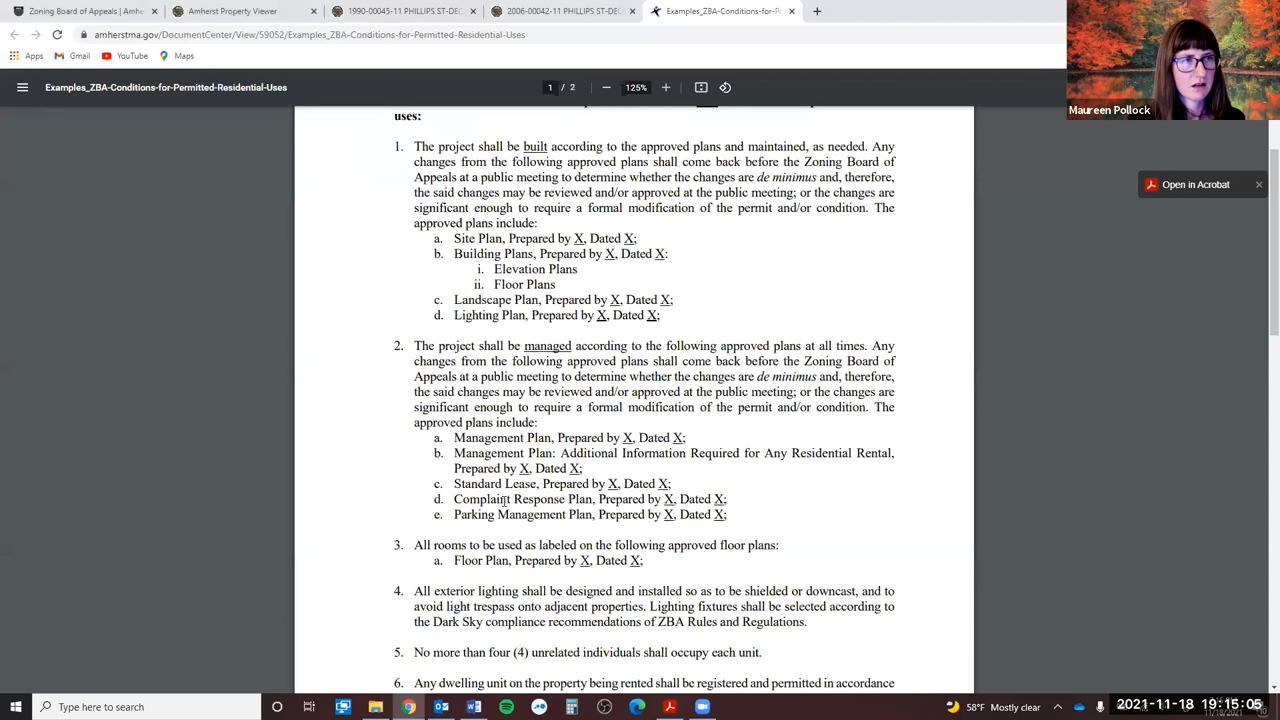 Zoning Board of Appeals | Amher
Amherst Property Viewer
1990-00045-11 PHILLIPS ST-DEC
2006-00042-11 PHILLIPS ST-DEC
Examples_ZBA-Conditions-for-Pe
amherstma.gov/DocumentCenter/View/59052/Examples_ZBA-Conditions-for-Permitted-Residential-Uses
Apps
Gmail
YouTube
Maps
Examples_ZBA-Conditions-for-Permitted-Residential-Uses
1 / 2
125%
Maureen Pollock
Open in Acrobat
uses:
1. The project shall be built according to the approved plans and maintained, as needed. Any
changes from the following approved plans shall come back before the Zoning Board of
Appeals at a public meeting to determine whether the changes are de minimus and, therefore,
the said changes may be reviewed and/or approved at the public meeting; or the changes are
significant enough to require a formal modification of the permit and/or condition. The
approved plans include:
a. Site Plan, Prepared by X, Dated X;
b. Building Plans, Prepared by X, Dated X:
i. Elevation Plans
ii. Floor Plans
c. Landscape Plan, Prepared by X, Dated X;
d. Lighting Plan, Prepared by X, Dated X;
2. The project shall be managed according to the following approved plans at all times. Any
changes from the following approved plans shall come back before the Zoning Board of
Appeals at a public meeting to determine whether the changes are de minimus and, therefore,
the said changes may be reviewed and/or approved at the public meeting; or the changes are
significant enough to require a formal modification of the permit and/or condition. The
approved plans include:
a. Management Plan, Prepared by X, Dated X;
b. Management Plan: Additional Information Required for Any Residential Rental,
Prepared by X, Dated X;
c. Standard Lease, Prepared by X, Dated X;
d. Complaint Response Plan, Prepared by X, Dated X;
e. Parking Management Plan, Prepared by X, Dated X;
3. All rooms to be used as labeled on the following approved floor plans:
a. Floor Plan, Prepared by X, Dated X;
4. All exterior lighting shall be designed and installed so as to be shielded or downcast, and to
avoid light trespass onto adjacent properties. Lighting fixtures shall be selected according to
the Dark Sky compliance recommendations of ZBA Rules and Regulations.
5. No more than four (4) unrelated individuals shall occupy each unit.
6. Any dwelling unit on the property being rented shall be registered and permitted in accordance
Type here to search
58°F Mostly clear
2021-11-18 19:15:05